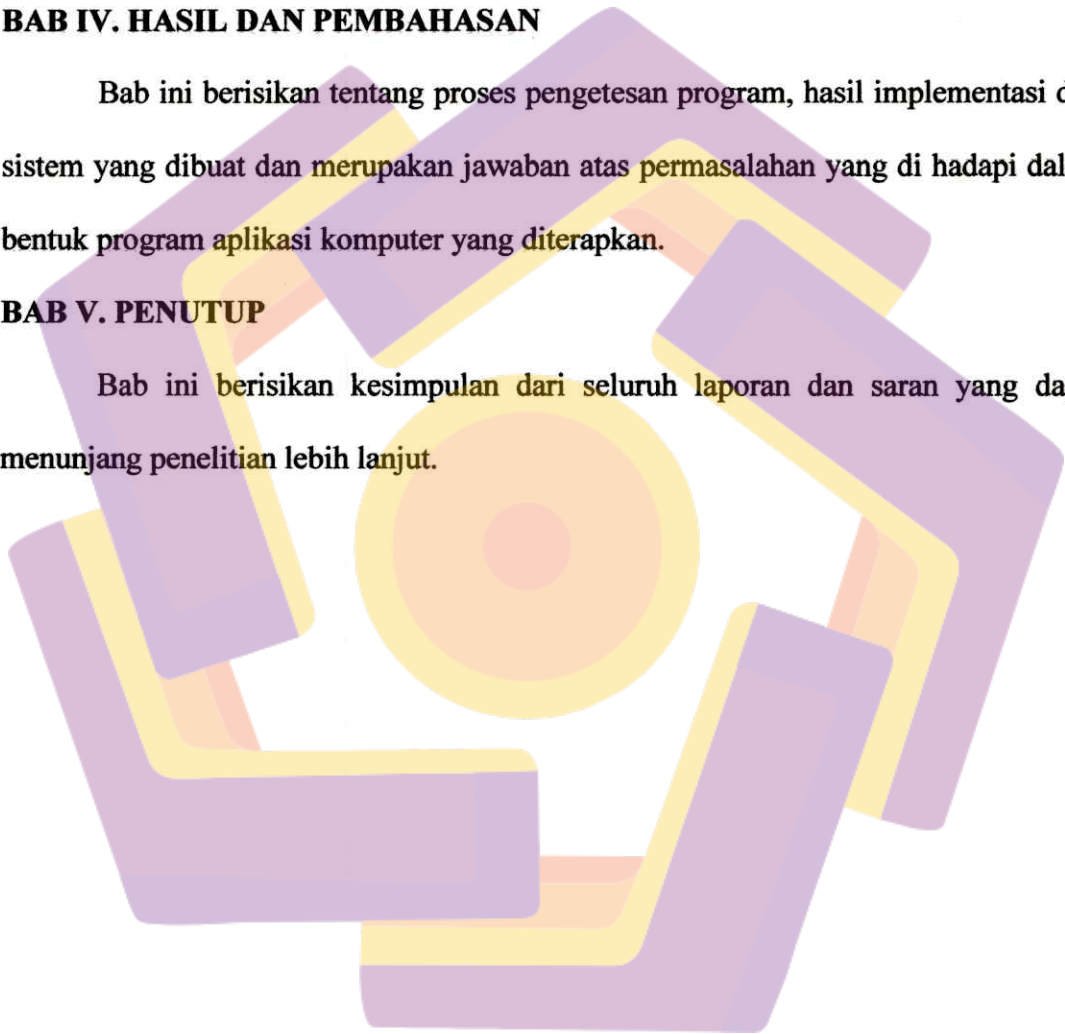 BAB IV. HASIL DAN PEMBAHASAN
Bab ini berisikan tentang proses pengetesan program, hasil implementasi d
sistem yang dibuat dan merupakan jawaban atas permasalahan yang di hadapi dal
bentuk program aplikasi komputer yang diterapkan.
BAB V. PENUTUP
Bab ini berisikan kesimpulan dari seluruh laporan dan saran yang da
menunjang penelitian lebih lanjut.